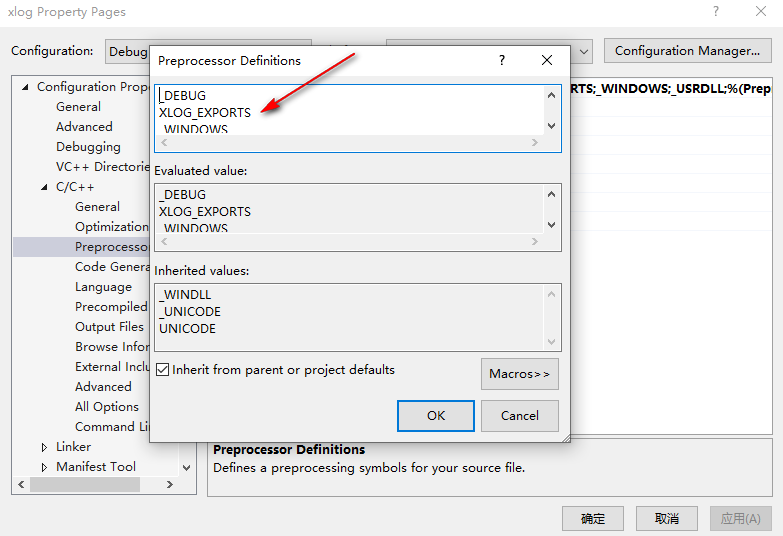 xlog Property Pages
Configuration:
Debug
Configuration Manager...
Preprocessor Definitions
_DEBUG
XLOG_EXPORTS
_WINDOWS
Evaluated value:
_DEBUG
XLOG_EXPORTS
_WINDOWS
Inherited values:
_WINDLL
_UNICODE
UNICODE
Inherit from parent or project defaults
Macros>>
OK
Cancel
Configuration Prope
General
Advanced
Debugging
VC++ Directorie
C/C++
General
Optimization
Preprocessor
Code Genera
Language
Precompiled
Output Files
Browse Infor
External Inclu
Advanced
All Options
Command Lin
Linker
Manifest Tool
RTS;_WINDOWS;_USRDLL;%(Prep
Preprocessor Definitions
Defines a preprocessing symbols for your source file.
确定
取消
应用(A)